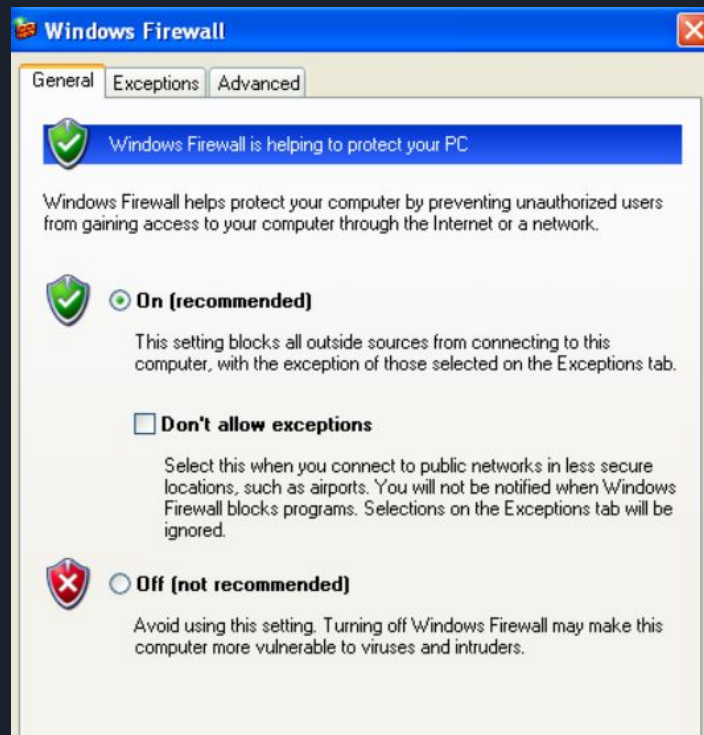 Windows Firewall
General
Exceptions
Advanced
Windows Firewall is helping to protect your PC
Windows Firewall helps protect your computer by preventing unauthorized users
from gaining access to your computer through the Internet or a network.
On (recommended)
This setting blocks all outside sources from connecting to this
computer, with the exception of those selected on the Exceptions tab.
Don't allow exceptions
Select this when you connect to public networks in less secure
locations, such as airports. You will not be notified when Windows
Firewall blocks programs. Selections on the Exceptions tab will be
ignored.
Off (not recommended)
Avoid using this setting. Turning off Windows Firewall may make this
computer more vulnerable to viruses and intruders.